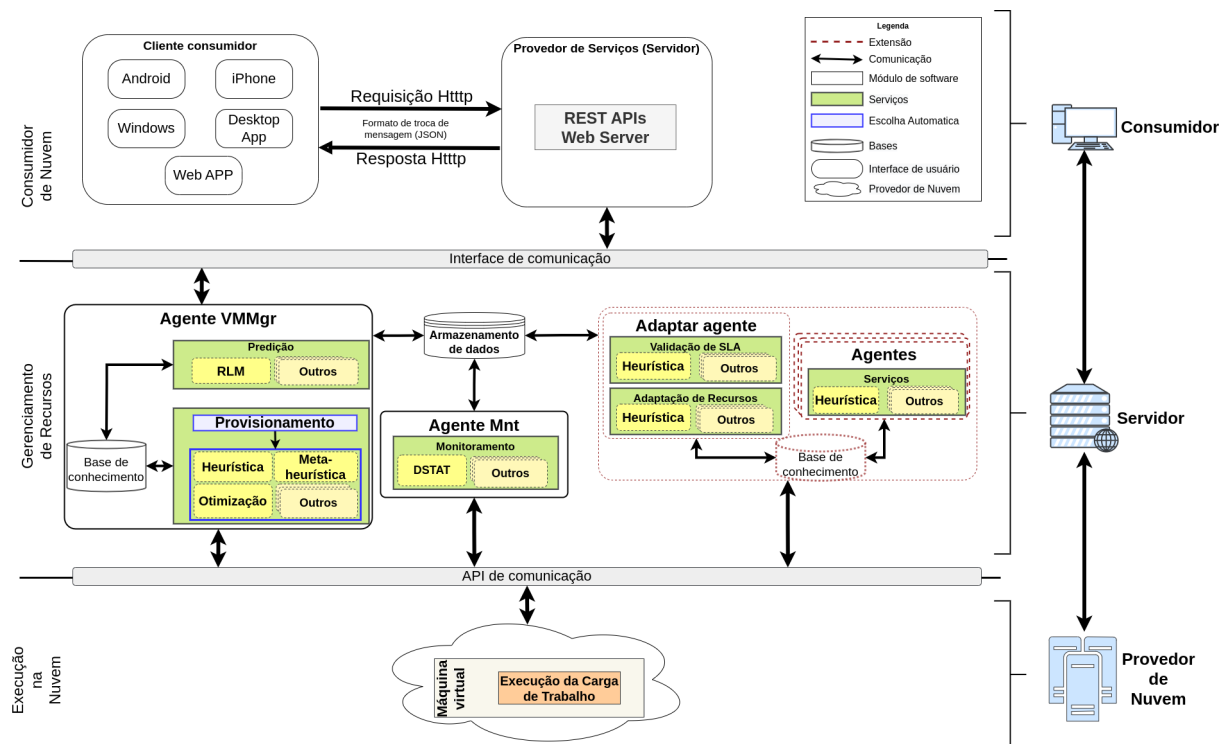 Cliente consumidor
Android
iPhone
Windows
Desktop
App
Web APP
Requisição Htttp
Formato de troca de
mensagem (JSON)
Resposta Htttp
Provedor de Serviços (Servidor)
REST APIs
Web Server
Legenda
Extensão
Comunicação
Módulo de software
Serviços
Escolha Automatica
Bases
Interface de usuário
Provedor de Nuvem
Consumidor
de Nuvem
Consumidor
Interface de comunicação
Gerenciamento
de Recursos
Agente VMMgr
Predição
RLM
Outros
Provisionamento
Heurística
Meta-
heurística
Otimização
Outros
Base de
conhecimento
Armazenamento
de dados
Agente Mnt
Monitoramento
DSTAT
Outros
Adaptar agente
Validação de SLA
Heurística
Outros
Adaptação de Recursos
Heurística
Outros
Agentes
Serviços
Heurística
Outros
Base de
conhecimento
Servidor
API de comunicação
Execução
na
Nuvem
Máquina
virtual
Execução da Carga
de Trabalho
Provedor
de
Nuvem